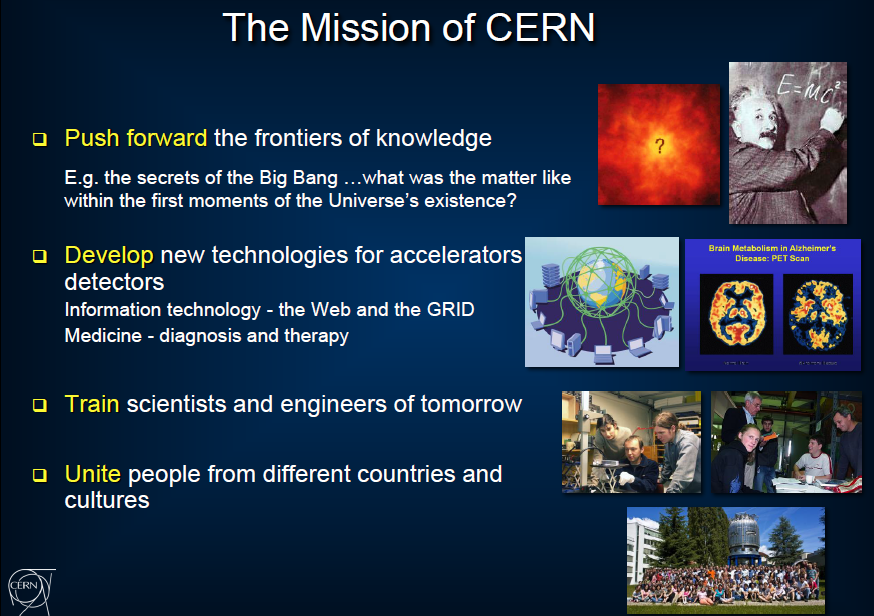 The Mission of CERN
Push forward the frontiers of knowledge
E.g. the secrets of the Big Bang …what was the matter like
within the first moments of the Universe's existence?
?
E=mc²
Develop new technologies for accelerators
detectors
Information technology - the Web and the GRID
Medicine - diagnosis and therapy
Brain Metabolism in Alzheimer's
Disease: PET Scan
Train scientists and engineers of tomorrow
Unite people from different countries and
cultures
CERN